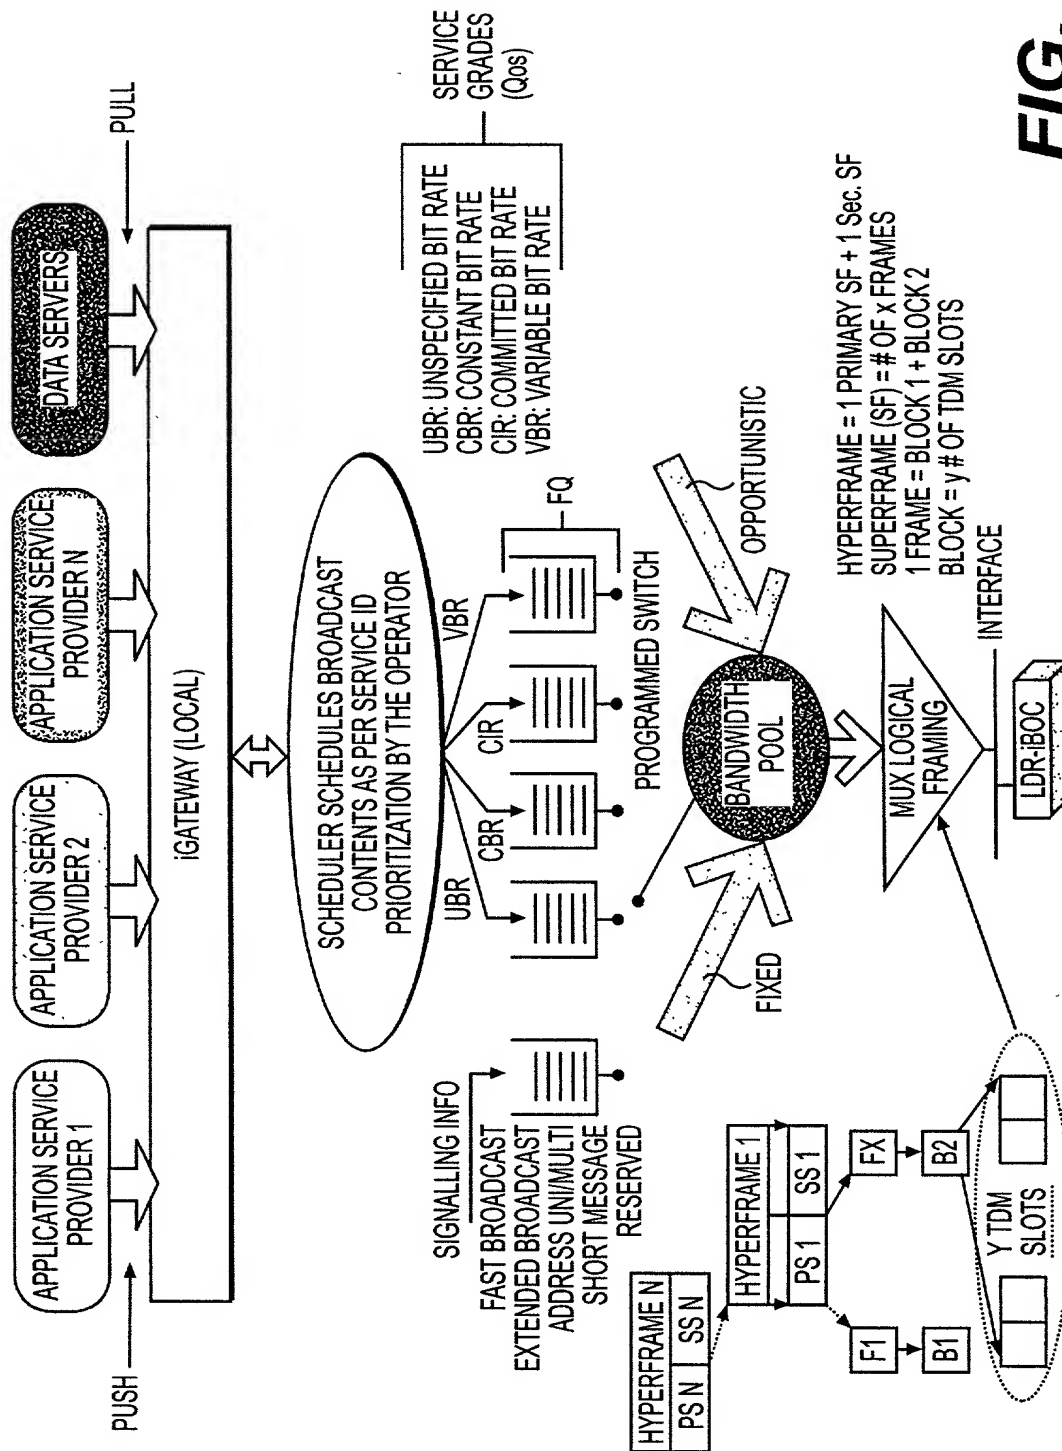 PUSH
APPLICATION SERVICE
PROVIDER 1
APPLICATION SERVICE
PROVIDER 2
APPLICATION SERVICE
PROVIDER N
DATA SERVERS
PULL
iGATEWAY (LOCAL)
SCHEDULER SCHEDULES BROADCAST
CONTENTS AS PER SERVICE ID
PRIORITIZATION BY THE OPERATOR
UBR: UNSPECIFIED BIT RATE
CBR: CONSTANT BIT RATE
CIR: COMMITTED BIT RATE
VBR: VARIABLE BIT RATE
SERVICE
GRADES
(Qos)
SIGNALLING INFO
FAST BROADCAST
EXTENDED BROADCAST
ADDRESS UNI/MULTI
SHORT MESSAGE
RESERVED
UBR
CBR
CIR
VBR
FQ
PROGRAMMED SWITCH
FIXED
BANDWIDTH
POOL
OPPORTUNISTIC
HYPERFRAME N
PS N
SS N
HYPERFRAME 1
PS 1
SS 1
F1
FX
B1
B2
Y TDM
SLOTS
MUX LOGICAL
FRAMING
HYPERFRAME = 1 PRIMARY SF + 1 Sec. SF
SUPERFRAME (SF) = # OF x FRAMES
1 FRAME = BLOCK 1 + BLOCK 2
BLOCK = y # OF TDM SLOTS
INTERFACE
LDR-iBOC
FIG.